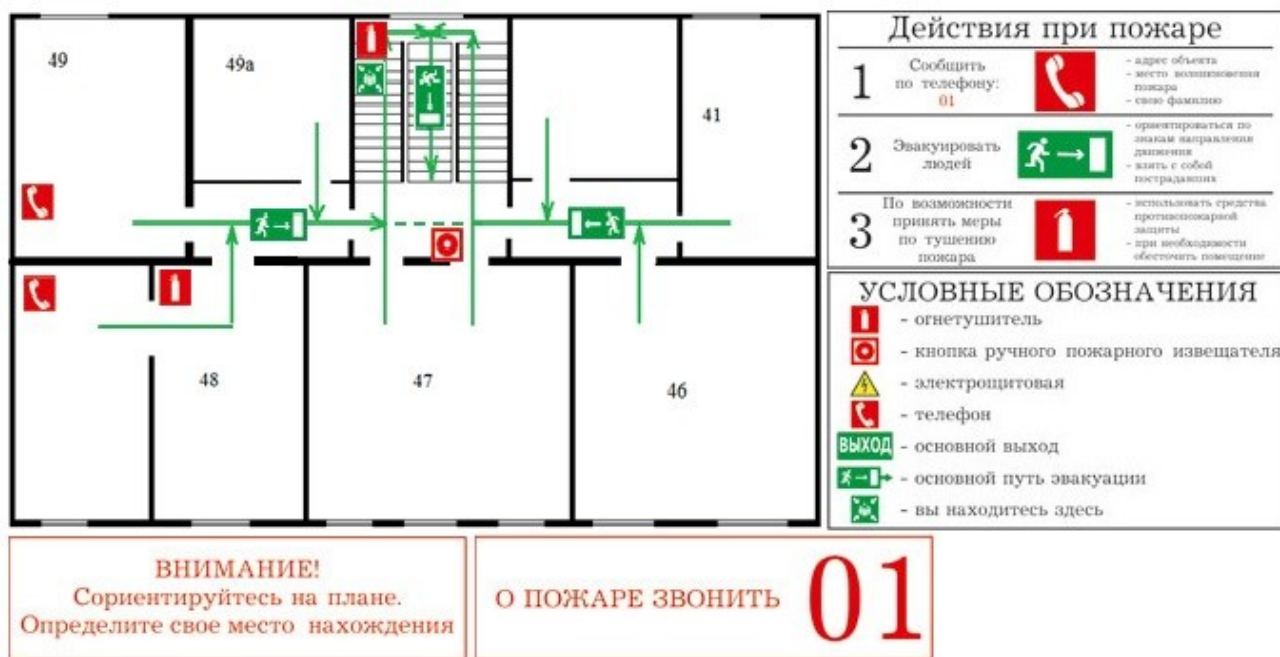 49
49а
41
48
47
46
Действия при пожаре
1
Сообщить
по телефону:
01
- адрес объекта
- место возникновения
пожара
- свою фамилию
2
Эвакуировать
людей
- ориентироваться по
знакам направления
движения
- взять с собой
пострадавших
3
По возможности
принять меры
по тушению
пожара
- использовать средства
противопожарной
защиты
- при необходимости
обесточить помещение
УСЛОВНЫЕ ОБОЗНАЧЕНИЯ
- огнетушитель
- кнопка ручного пожарного извещателя
- электрощитовая
- телефон
ВЫХОД - основной выход
- основной путь эвакуации
- вы находитесь здесь
ВНИМАНИЕ!
Сориентируйтесь на плане.
Определите свое место нахождения
О ПОЖАРЕ ЗВОНИТЬ 01